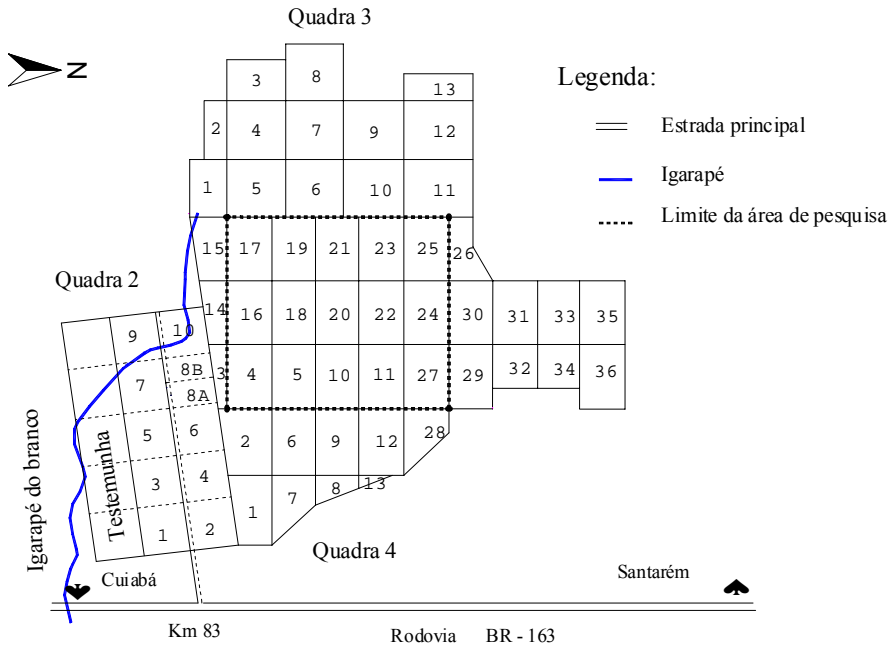 Quadra 3
N
Legenda:
Estrada principal
Igarapé
Limite da área de pesquisa
3 8 13
2 4 7 9 12
1 5 6 10 11
15 17 19 21 23 25 26
Quadra 2
14 16 18 20 22 24 30 31 33 35
9 10
3 4 5 10 11 27 29 32 34 36
7 8B
8A
5 6
2 6 9 12 28
3 4
1 7 8 13
1 2
Testemunha
Igarapé do branco
Quadra 4
Cuiabá
Santarém
Km 83
Rodovia BR - 163